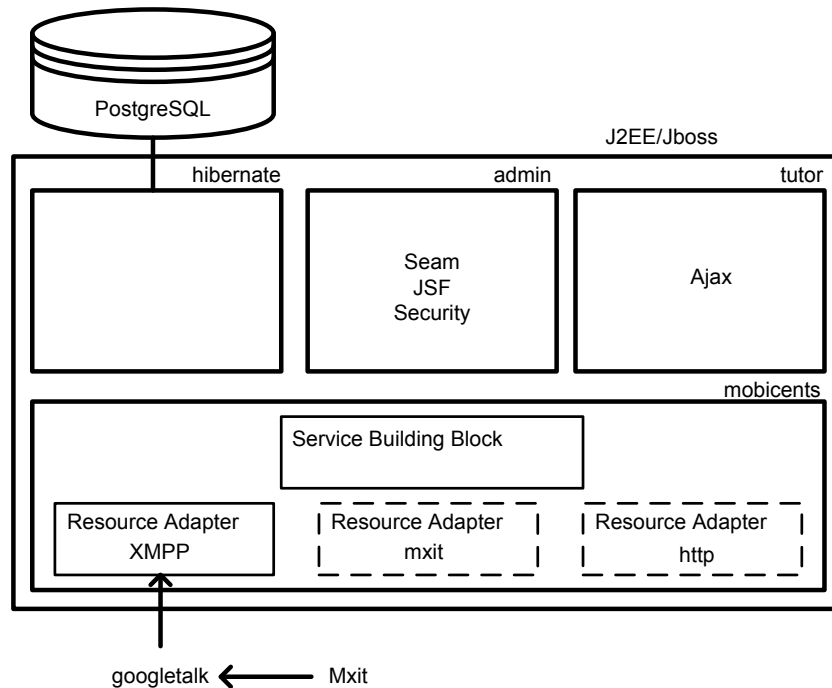 PostgreSQL
J2EE/Jboss
hibernate
admin
tutor
Seam
JSF
Security
Ajax
mobicents
Service Building Block
Resource Adapter
XMPP
Resource Adapter
mxit
Resource Adapter
http
googletalk
Mxit